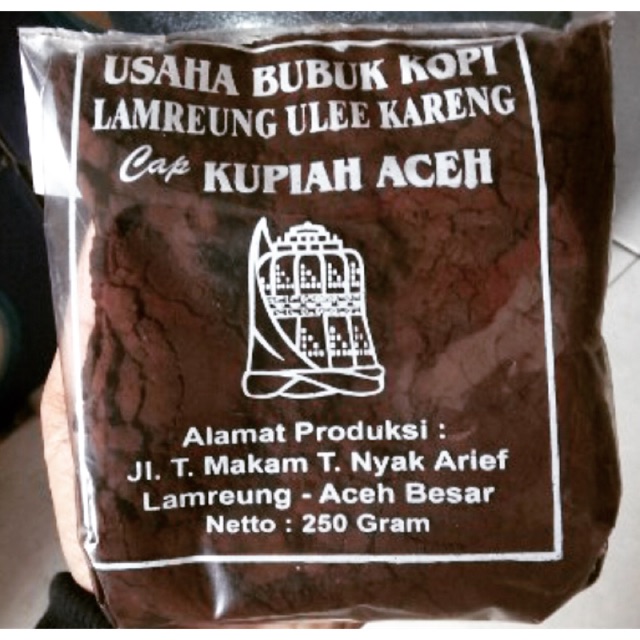 USAHA BUBUK KOPI
LAMREUNG ULEE KARENG
Cap KUPIAH ACEH
Alamat Produksi :
Jl. T. Makam T. Nyak Arief
Lamreung - Aceh Besar
Netto : 250 Gram